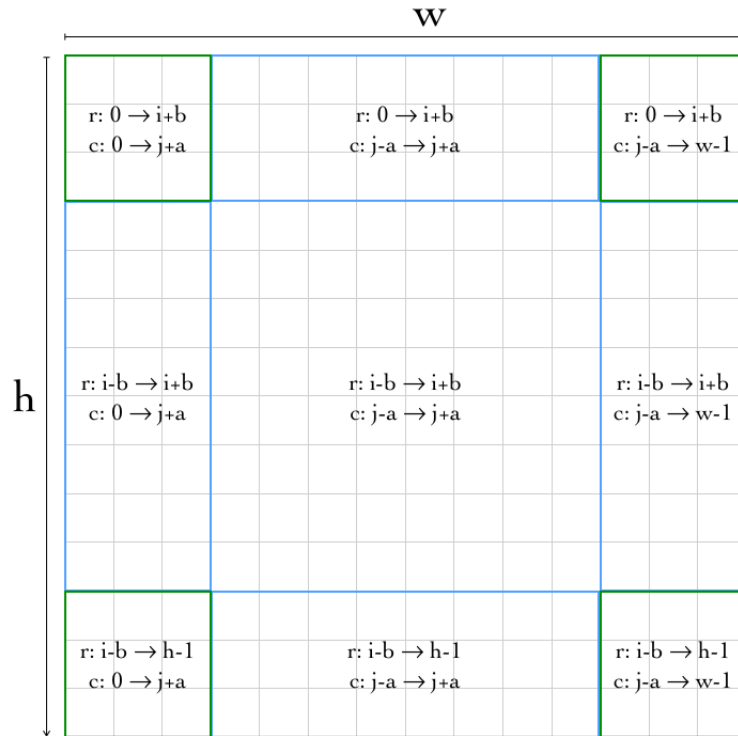 w
r: 0 → i+b
c: 0 → j+a
r: 0 → i+b
c: j-a → j+a
r: 0 → i+b
c: j-a → w-1
h
r: i-b → i+b
c: 0 → j+a
r: i-b → i+b
c: j-a → j+a
r: i-b → i+b
c: j-a → w-1
r: i-b → h-1
c: 0 → j+a
r: i-b → h-1
c: j-a → j+a
r: i-b → h-1
c: j-a → w-1